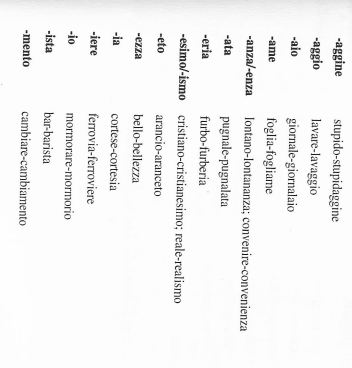 -aggine stupido-stupidaggine
-aggio lavare-lavaggio
-aio giornale-giornalaio
-ame foglia-fogliame
-anza/-enza lontano-lontananza; convenire-convenienza
-ata pugnale-pugnalata
-eria furbo-furberia
-esimo/-ismo cristiano-cristianesimo; reale-realismo
-eto arancio-aranceto
-ezza bello-bellezza
-ia cortese-cortesia
-iere ferrovia-ferroviere
-io mormorare-mormorio
-ista bar-barista
-mento cambiare-cambiamento